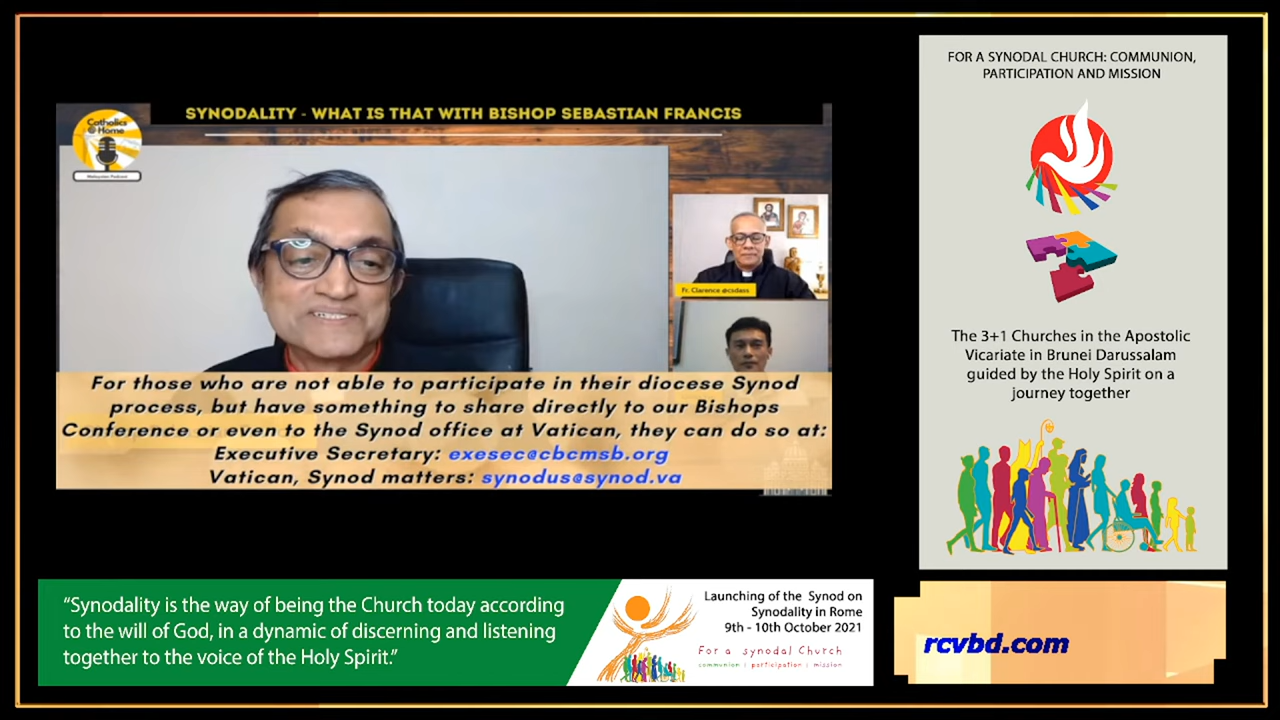 SYNODALITY - WHAT IS THAT WITH BISHOP SEBASTIAN FRANCIS
Catholics
@ Home
Malaysian Podcast
Fr. Clarence @csdass
For those who are not able to participate in their diocese Synod
process, but have something to share directly to our Bishops
Conference or even to the Synod office at Vatican, they can do so at:
Executive Secretary: exesec@cbcmsb.org
Vatican, Synod matters: synodus@synod.va
FOR A SYNODAL CHURCH: COMMUNION,
PARTICIPATION AND MISSION
The 3+1 Churches in the Apostolic
Vicariate in Brunei Darussalam
guided by the Holy Spirit on a
journey together
“Synodality is the way of being the Church today according
to the will of God, in a dynamic of discerning and listening
together to the voice of the Holy Spirit.”
Launching of the Synod on
Synodality in Rome
9th - 10th October 2021
For a synodal Church
communion | participation | mission
rcvbd.com